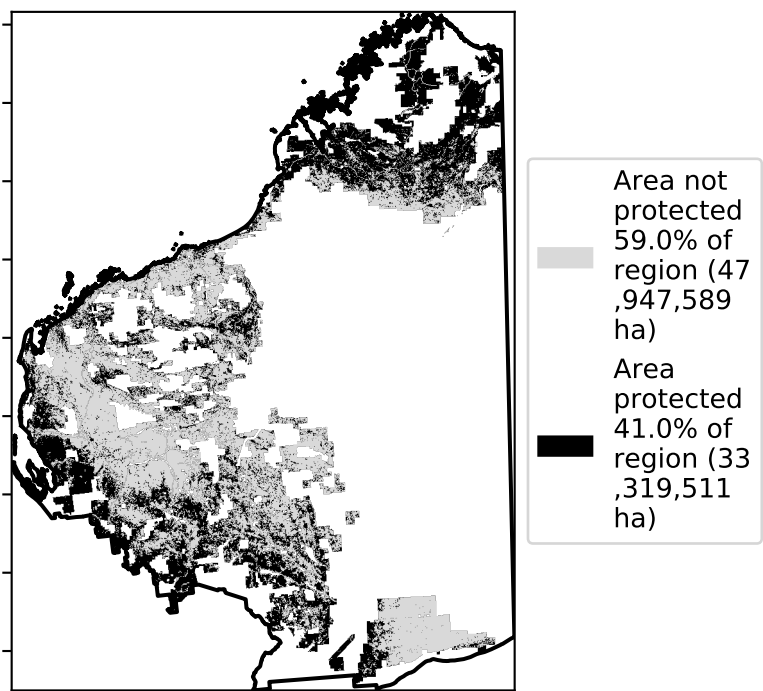 Area not
protected
59.0% of
region (47
,947,589
ha)
Area
protected
41.0% of
region (33
,319,511
ha)